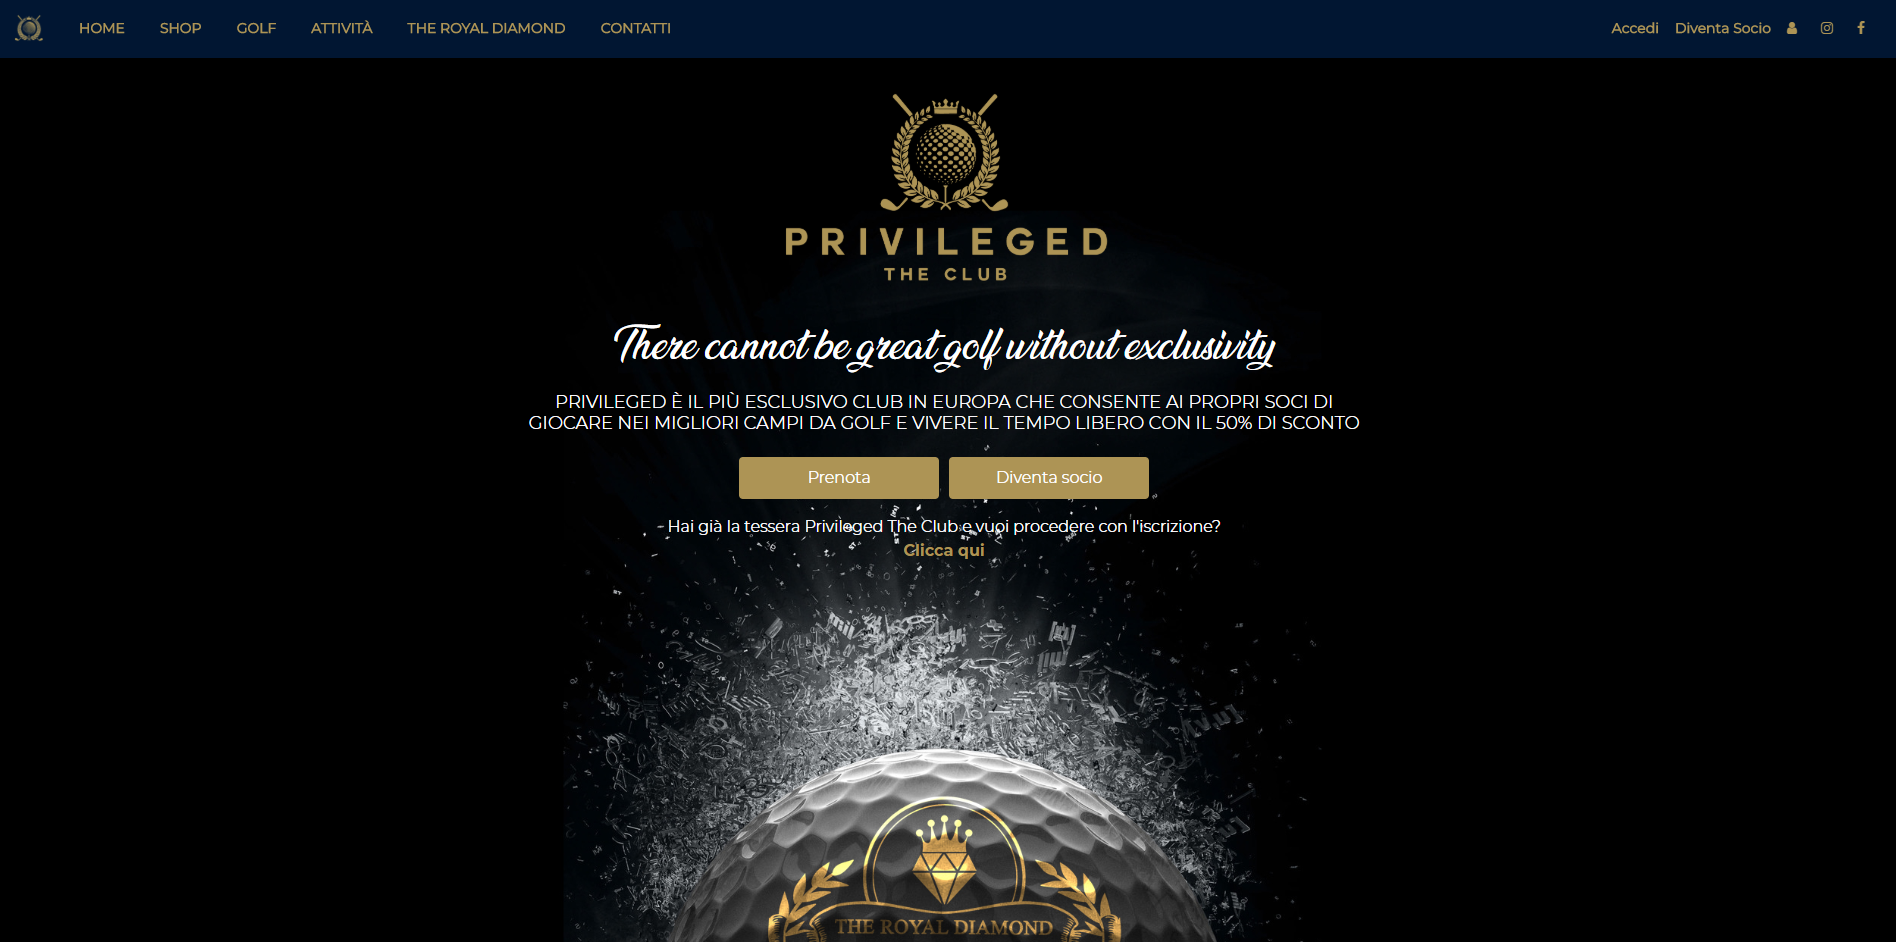 HOME SHOP GOLF ATTIVITÀ THE ROYAL DIAMOND CONTATTI Accedi Diventa Socio
PRIVILEGED
THE CLUB
There cannot be great golf without exclusivity
PRIVILEGED È IL PIÙ ESCLUSIVO CLUB IN EUROPA CHE CONSENTE AI PROPRI SOCI DI
GIOCARE NEI MIGLIORI CAMPI DA GOLF E VIVERE IL TEMPO LIBERO CON IL 50% DI SCONTO
Prenota Diventa socio
Hai già la tessera Privileged The Club e vuoi procedere con l'iscrizione?
Clicca qui
THE ROYAL DIAMOND